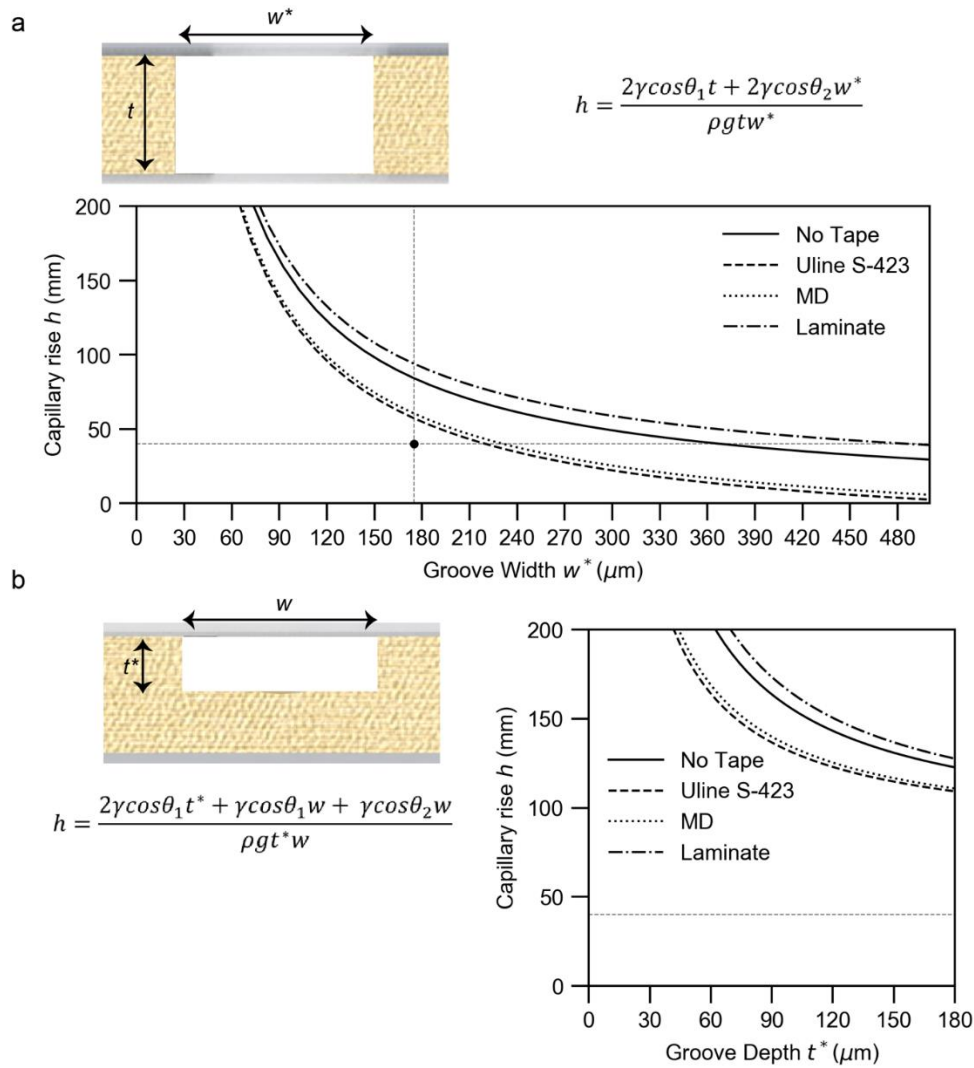 a
w*
t
h = (2γcosθ₁t + 2γcosθ₂w*) / (ρgtw*)
200
150
100
50
0
Capillary rise h (mm)
No Tape
Uline S-423
MD
Laminate
0 30 60 90 120 150 180 210 240 270 300 330 360 390 420 450 480
Groove Width w* (μm)
b
w
t*
h = (2γcosθ₁t* + γcosθ₁w + γcosθ₂w) / (ρgt*w)
200
150
100
50
0
Capillary rise h (mm)
No Tape
Uline S-423
MD
Laminate
0 30 60 90 120 150 180
Groove Depth t* (μm)